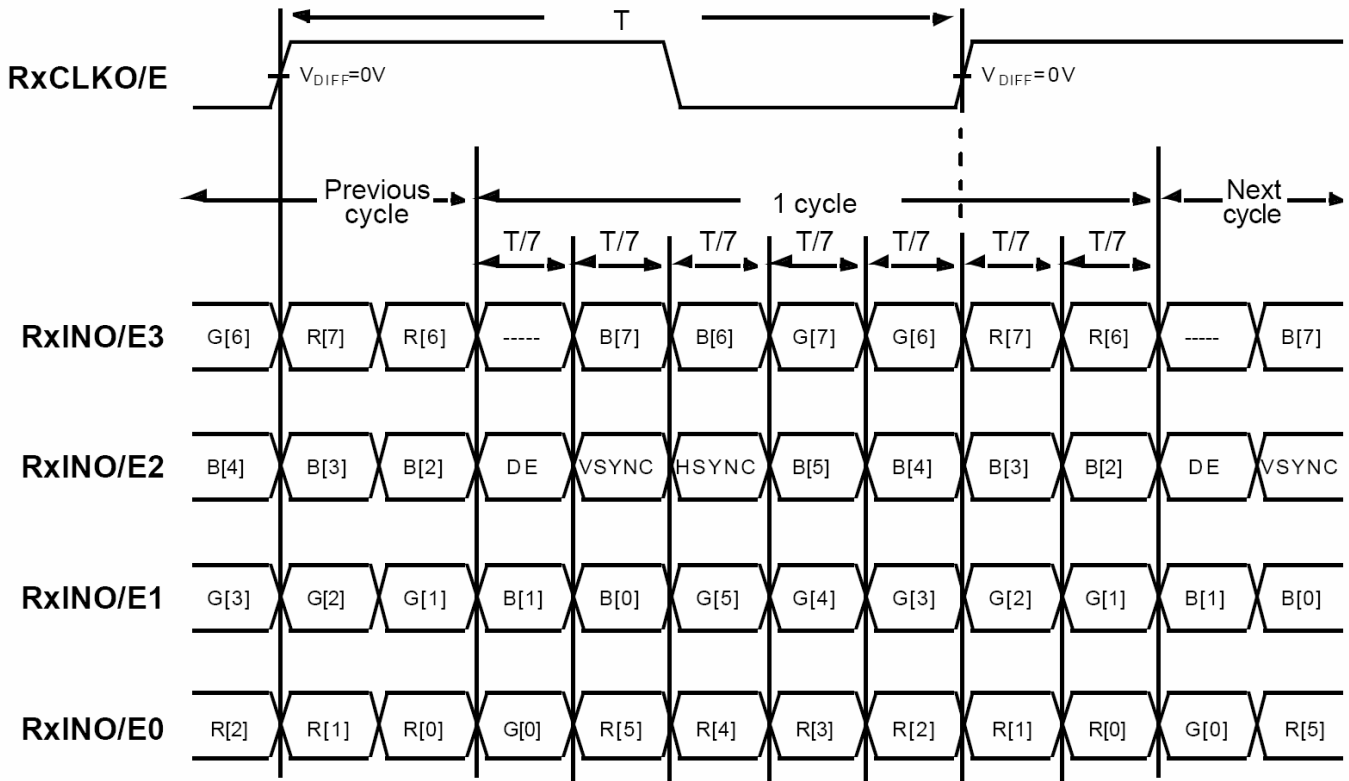 T
RxCLKO/E
V DIFF=0V V DIFF=0V
Previous cycle
1 cycle
Next cycle
T/7 T/7 T/7 T/7 T/7 T/7 T/7
RxINO/E3 G[6] R[7] R[6] ----- B[7] B[6] G[7] G[6] R[7] R[6] ----- B[7]
RxINO/E2 B[4] B[3] B[2] DE VSYNC HSYNC B[5] B[4] B[3] B[2] DE VSYNC
RxINO/E1 G[3] G[2] G[1] B[1] B[0] G[5] G[4] G[3] G[2] G[1] B[1] B[0]
RxINO/E0 R[2] R[1] R[0] G[0] R[5] R[4] R[3] R[2] R[1] R[0] G[0] R[5]